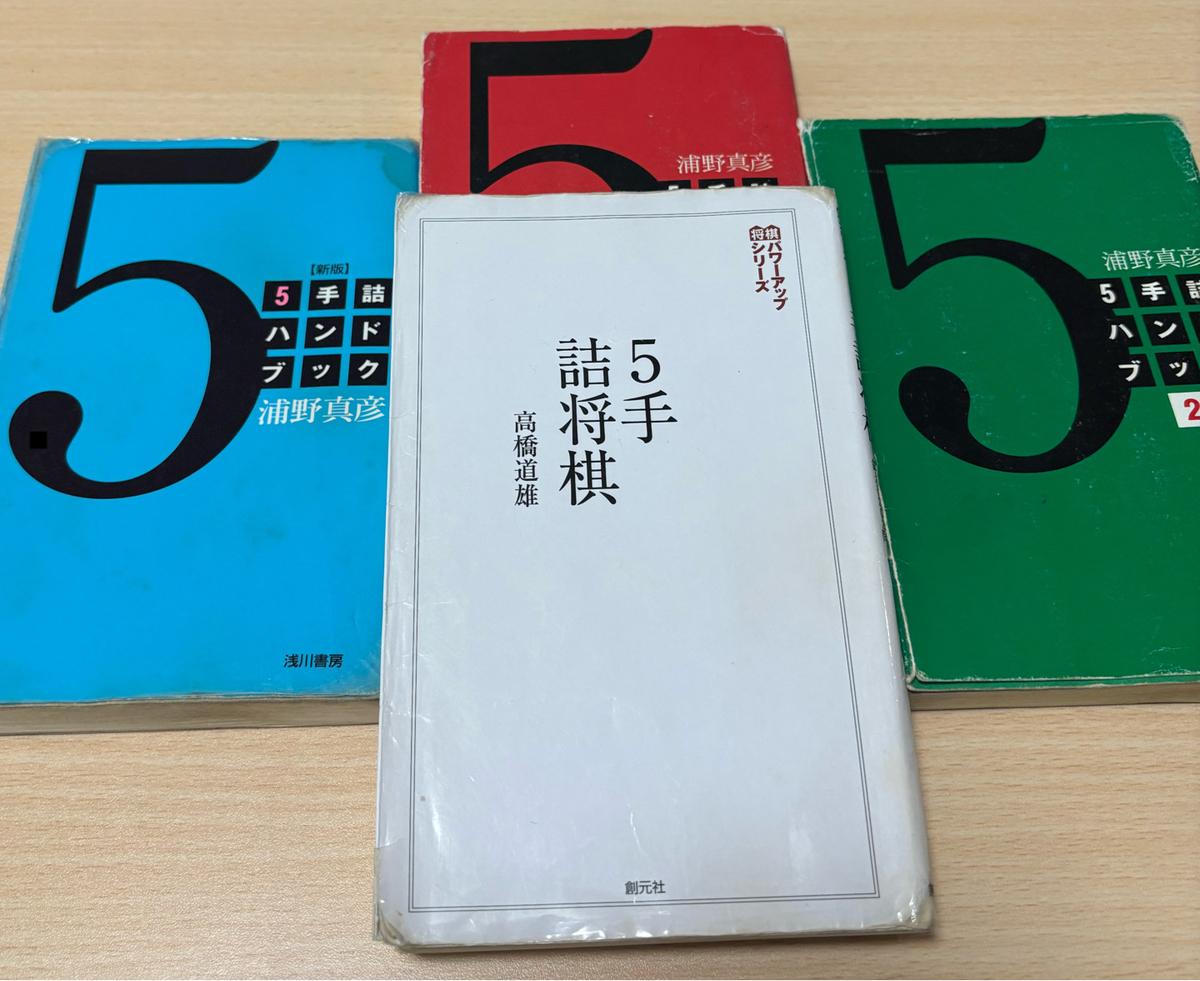 5
【新版】
5手詰
ハンド
ブック
浦野真彦
浅川書房
5
浦野真彦
将棋パワーアップ
シリーズ
5手
詰将棋
高橋道雄
創元社
5
浦野真彦
5手詰
ハン
ブッ
2